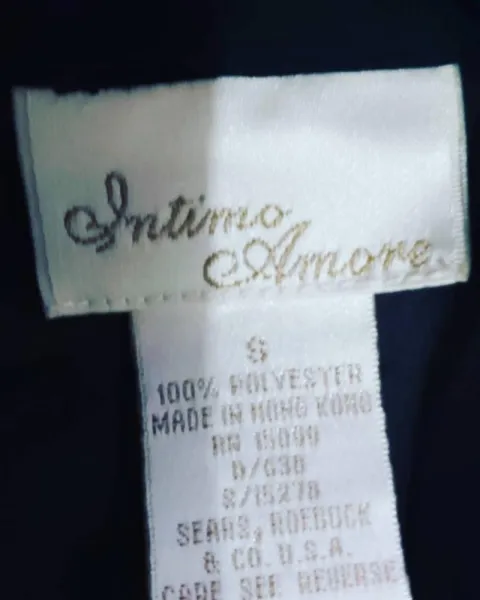 Intimo
Amore
S
100% POLYESTER
MADE IN HONG KONG
RN 15099
D/638
S/15278
SEARS, ROEBUCK
& CO. U.S.A.
CARE SEE REVERSE